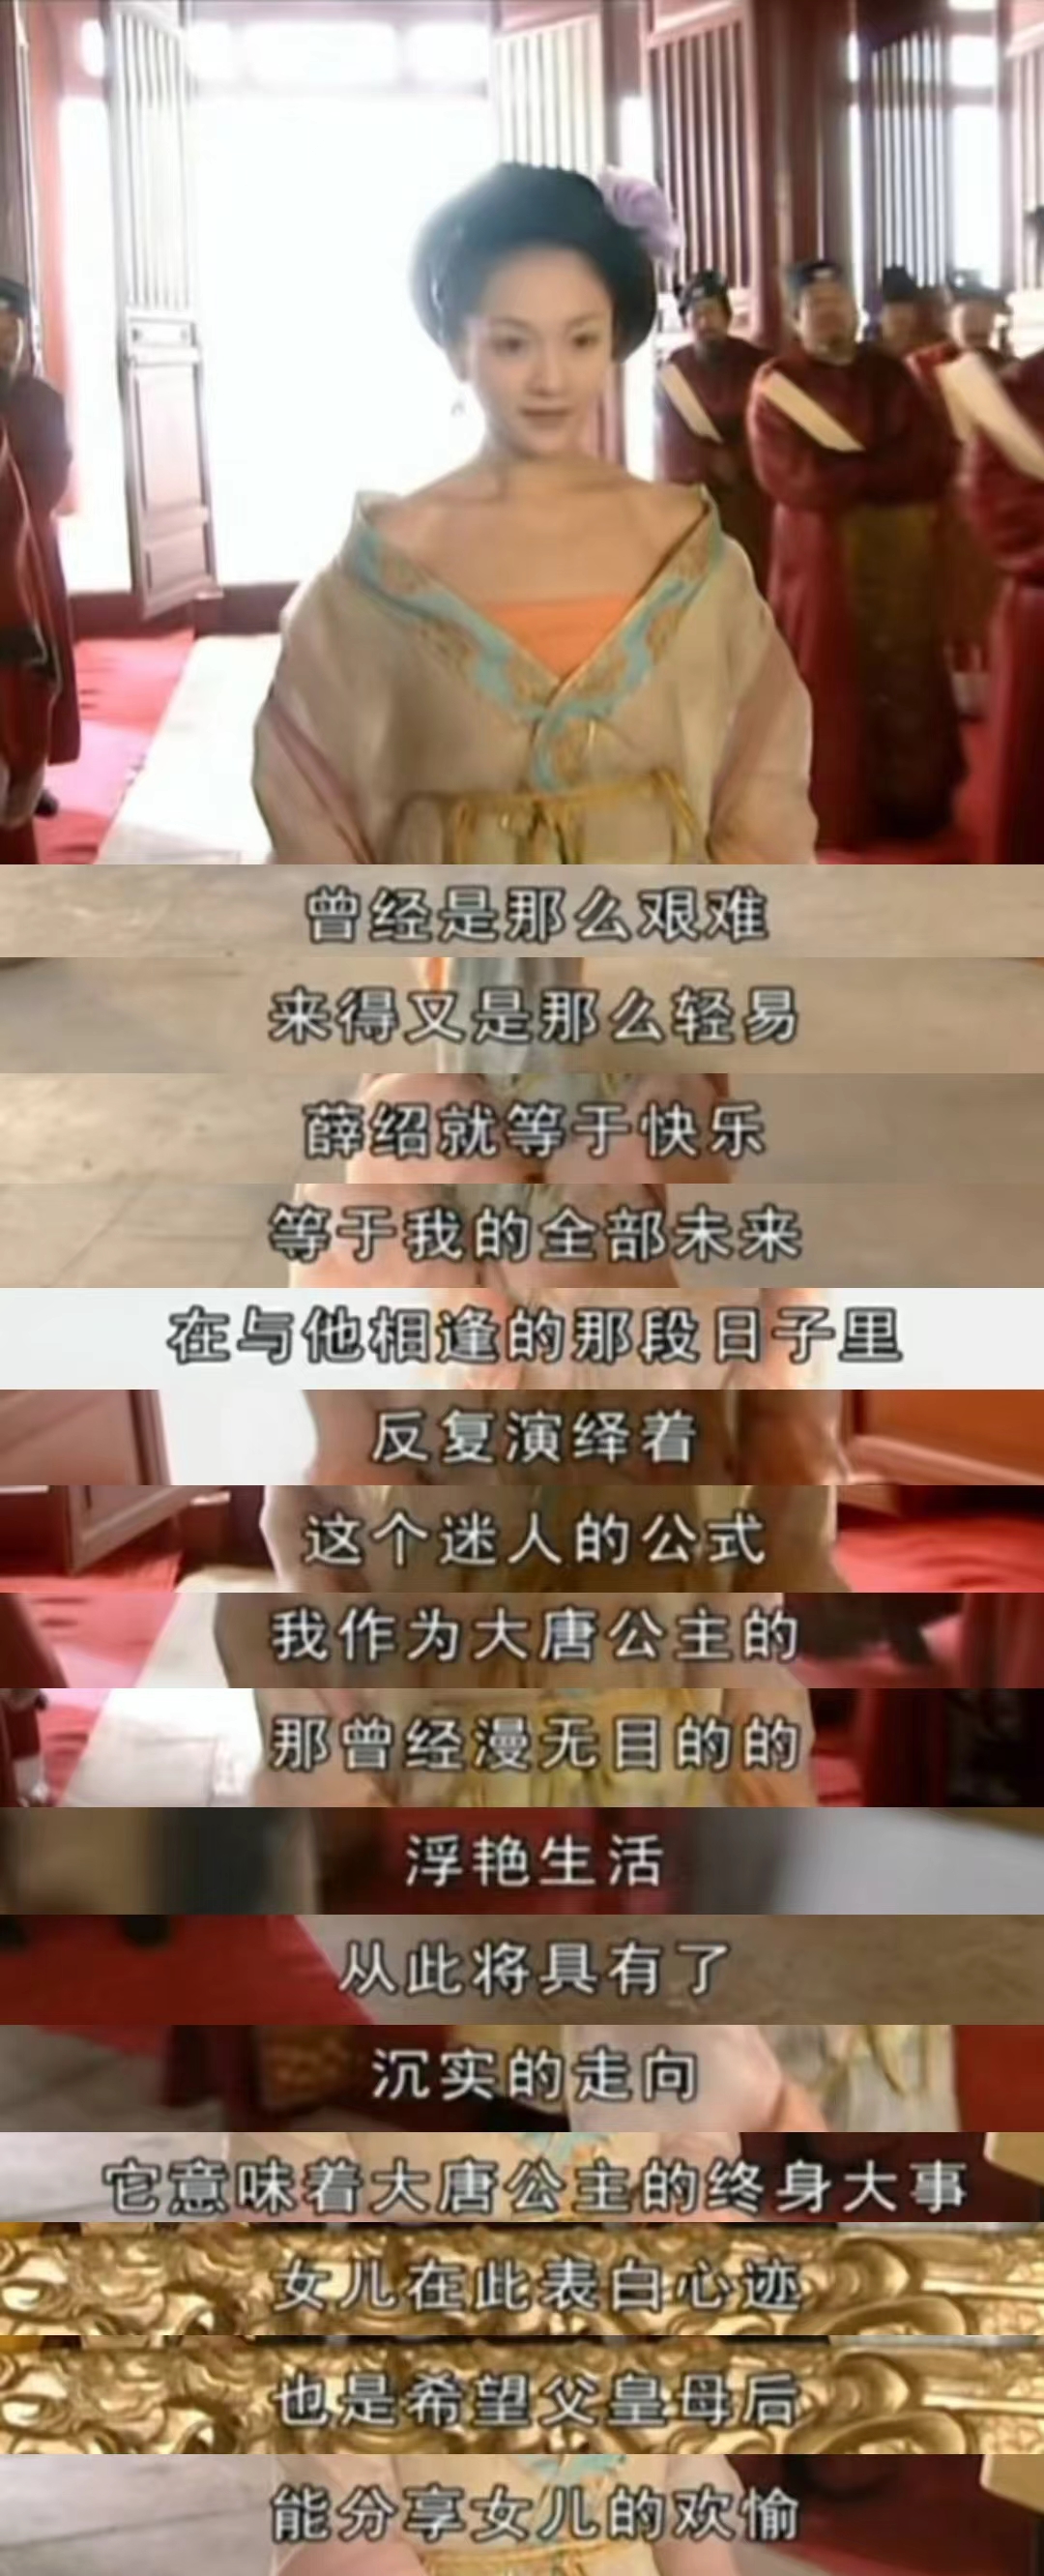 曾经是那么艰难
来得又是那么轻易
薛绍就等于快乐
等于我的全部未来
在与他相逢的那段日子里
反复演绎着
这个迷人的公式
我作为大唐公主的
那曾经漫无目的的
浮艳生活
从此将具有了
沉实的走向
它意味着大唐公主的终身大事
女儿在此表白心迹
也是希望父皇母后
能分享女儿的欢愉